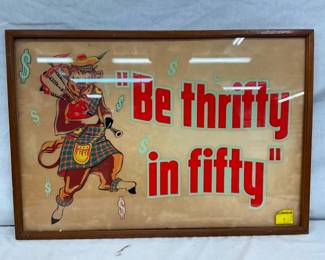 "Be thrifty
in fifty"